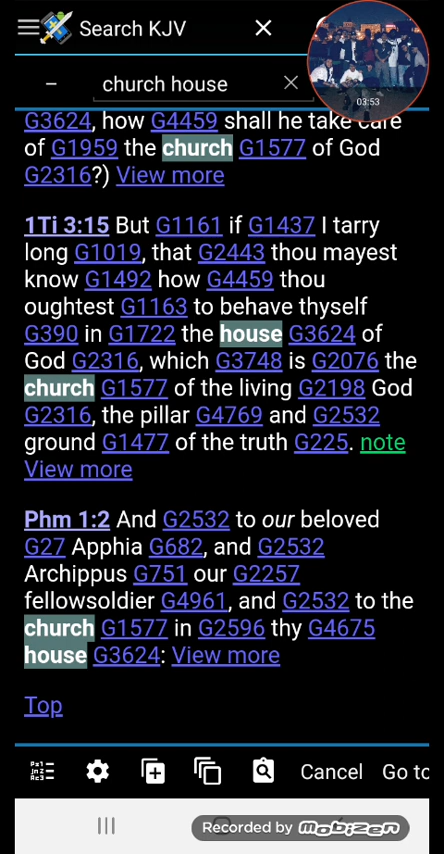 Search KJV
03:53
church house
G3624, how G4459 shall he take care
of G1959 the church G1577 of God
G2316?) View more
1Ti 3:15 But G1161 if G1437 I tarry
long G1019, that G2443 thou mayest
know G1492 how G4459 thou
oughtest G1163 to behave thyself
G390 in G1722 the house G3624 of
God G2316, which G3748 is G2076 the
church G1577 of the living G2198 God
G2316, the pillar G4769 and G2532
ground G1477 of the truth G225. note
View more
Phm 1:2 And G2532 to our beloved
G27 Apphia G682, and G2532
Archippus G751 our G2257
fellowsoldier G4961, and G2532 to the
church G1577 in G2596 thy G4675
house G3624: View more
Top
Cancel Go to
Recorded by MOBIZEN